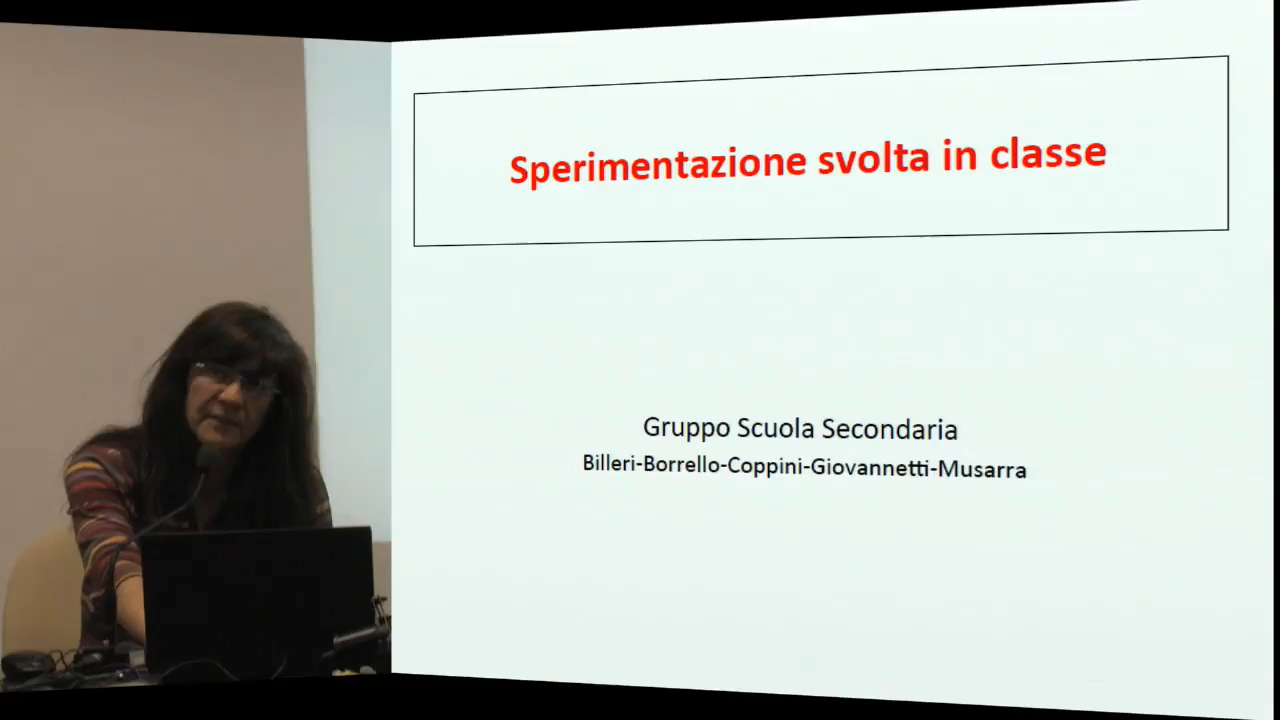 Sperimentazione svolta in classe
Gruppo Scuola Secondaria
Billeri-Borrello-Coppini-Giovannetti-Musarra